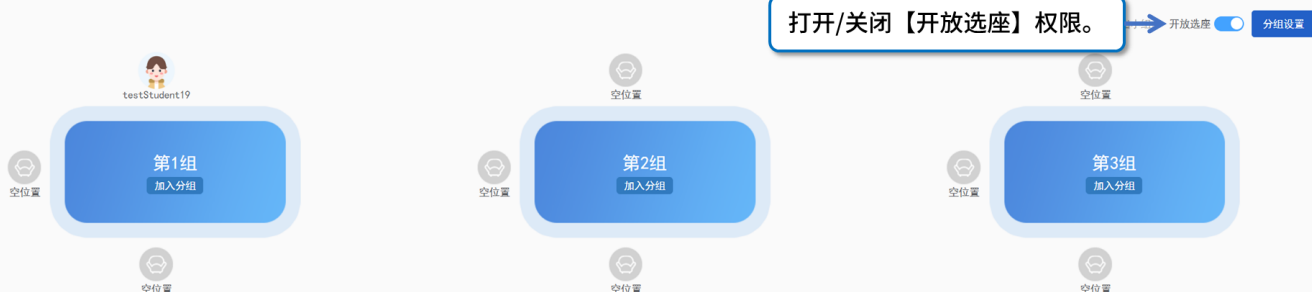 打开/关闭【开放选座】权限。
开放选座
分组设置
testStudent19
空位置
空位置
第1组
加入分组
第2组
加入分组
第3组
加入分组
空位置
空位置
空位置
空位置
空位置
空位置